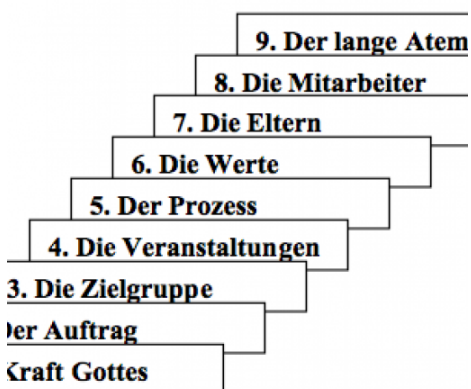 9. Der lange Atem
8. Die Mitarbeiter
7. Die Eltern
6. Die Werte
5. Der Prozess
4. Die Veranstaltungen
3. Die Zielgruppe
Der Auftrag
Kraft Gottes